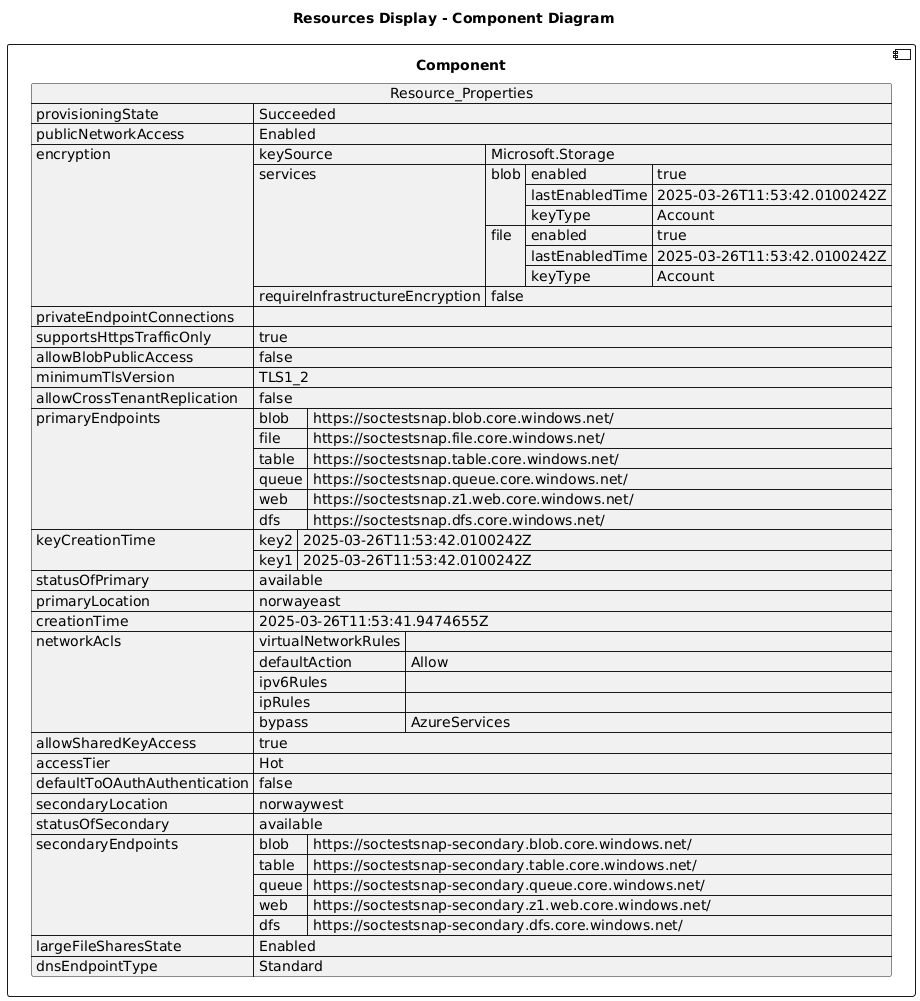 Resources Display - Component Diagram
Component
Resource_Properties
provisioningState Succeeded
publicNetworkAccess Enabled
encryption keySource Microsoft.Storage
services blob enabled true
lastEnabledTime 2025-03-26T11:53:42.0100242Z
keyType Account
file enabled true
lastEnabledTime 2025-03-26T11:53:42.0100242Z
keyType Account
requireInfrastructureEncryption false
privateEndpointConnections
supportsHttpsTrafficOnly true
allowBlobPublicAccess false
minimumTlsVersion TLS1_2
allowCrossTenantReplication false
primaryEndpoints blob https://soctestsnap.blob.core.windows.net/
file https://soctestsnap.file.core.windows.net/
table https://soctestsnap.table.core.windows.net/
queue https://soctestsnap.queue.core.windows.net/
web https://soctestsnap.z1.web.core.windows.net/
dfs https://soctestsnap.dfs.core.windows.net/
keyCreationTime key2 2025-03-26T11:53:42.0100242Z
key1 2025-03-26T11:53:42.0100242Z
statusOfPrimary available
primaryLocation norwayeast
creationTime 2025-03-26T11:53:41.9474655Z
networkAcls virtualNetworkRules
defaultAction Allow
ipv6Rules
ipRules
bypass AzureServices
allowSharedKeyAccess true
accessTier Hot
defaultToOAuthAuthentication false
secondaryLocation norwaywest
statusOfSecondary available
secondaryEndpoints blob https://soctestsnap-secondary.blob.core.windows.net/
table https://soctestsnap-secondary.table.core.windows.net/
queue https://soctestsnap-secondary.queue.core.windows.net/
web https://soctestsnap-secondary.z1.web.core.windows.net/
dfs https://soctestsnap-secondary.dfs.core.windows.net/
largeFileSharesState Enabled
dnsEndpointType Standard